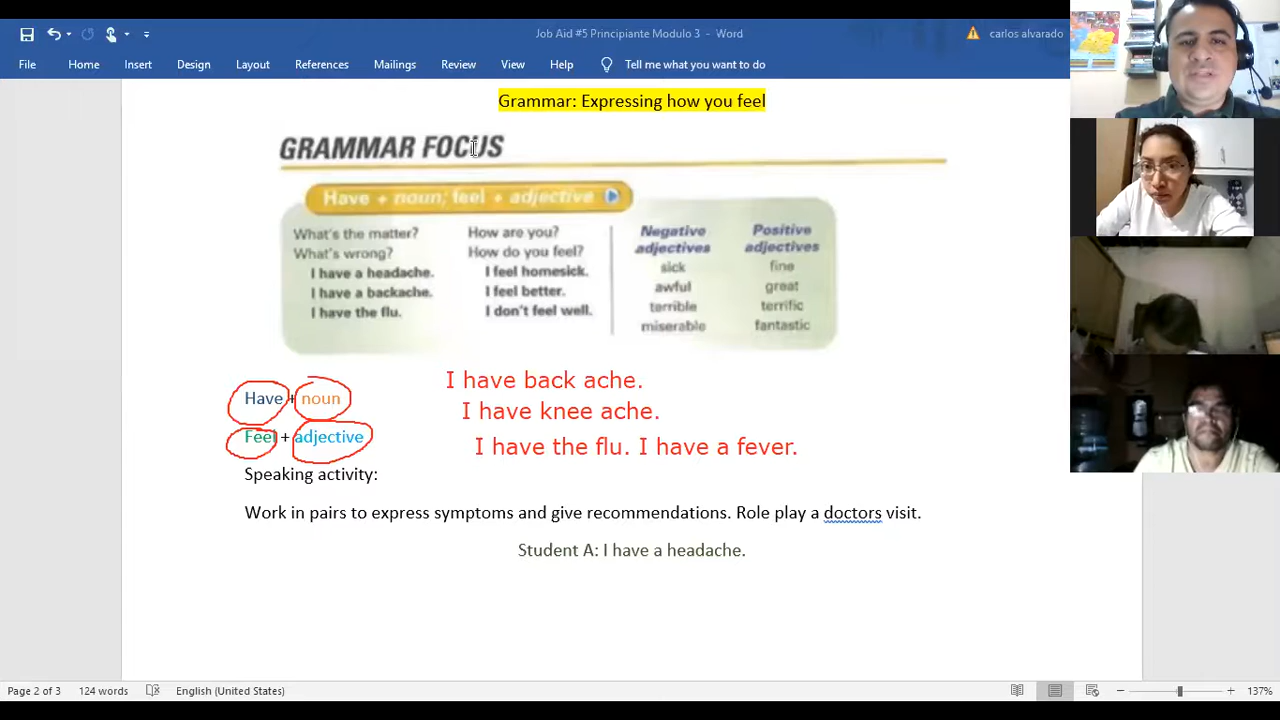 Job Aid #5 Principiante Modulo 3 - Word
carlos alvarado
File Home Insert Design Layout References Mailings Review View Help Tell me what you want to do
Grammar: Expressing how you feel
GRAMMAR FOCUS
Have + noun; feel + adjective
What's the matter?
What's wrong?
I have a headache.
I have a backache.
I have the flu.
How are you?
How do you feel?
I feel homesick.
I feel better.
I don't feel well.
Negative
adjectives
sick
awful
terrible
miserable
Positive
adjectives
fine
great
terrific
fantastic
I have back ache.
Have + noun
I have knee ache.
Feel + adjective
I have the flu. I have a fever.
Speaking activity:
Work in pairs to express symptoms and give recommendations. Role play a doctors visit.
Student A: I have a headache.
Page 2 of 3 124 words English (United States) 137%